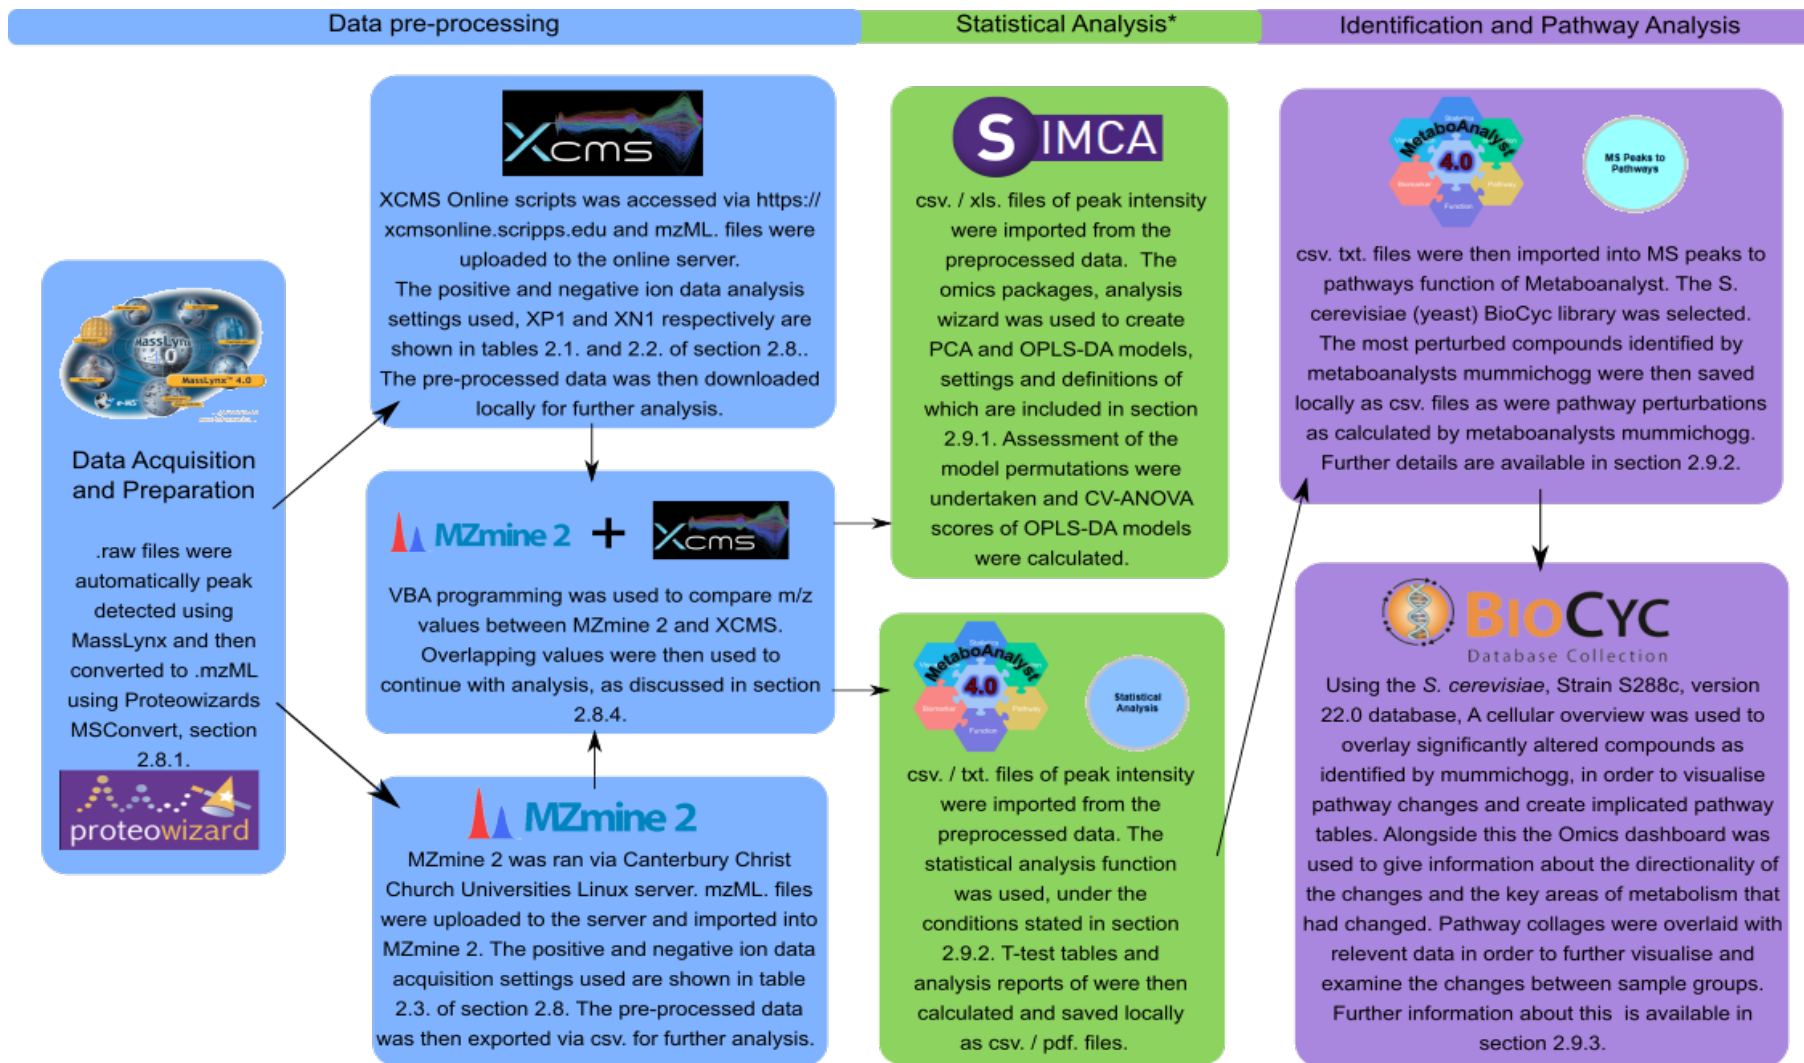 Data pre-processing
Statistical Analysis*
Identification and Pathway Analysis
MassLynx
4.0
MassLynx™ 4.0
e-MS
Data Acquisition
and Preparation
.raw files were
automatically peak
detected using
MassLynx and then
converted to .mzML
using Proteowizards
MSConvert, section
2.8.1.
proteowizard
Xcms
XCMS Online scripts was accessed via https://
xcmsonline.scripps.edu and mzML. files were
uploaded to the online server.
The positive and negative ion data analysis
settings used, XP1 and XN1 respectively are
shown in tables 2.1. and 2.2. of section 2.8..
The pre-processed data was then downloaded
locally for further analysis.
MZmine 2 + Xcms
VBA programming was used to compare m/z
values between MZmine 2 and XCMS.
Overlapping values were then used to
continue with analysis, as discussed in section
2.8.4.
MZmine 2
MZmine 2 was ran via Canterbury Christ
Church Universities Linux server. mzML. files
were uploaded to the server and imported into
MZmine 2. The positive and negative ion data
acquisition settings used are shown in table
2.3. of section 2.8. The pre-processed data
was then exported via csv. for further analysis.
SIMCA
csv. / xls. files of peak intensity
were imported from the
preprocessed data. The
omics packages, analysis
wizard was used to create
PCA and OPLS-DA models,
settings and definitions of
which are included in section
2.9.1. Assessment of the
model permutations were
undertaken and CV-ANOVA
scores of OPLS-DA models
were calculated.
Statistics
MetaboAnalyst
4.0
Biomarker
Pathway
Function
Statistical
Analysis
csv. / txt. files of peak intensity
were imported from the
preprocessed data. The
statistical analysis function
was used, under the
conditions stated in section
2.9.2. T-test tables and
analysis reports of were then
calculated and saved locally
as csv. / pdf. files.
Statistics
MetaboAnalyst
4.0
Biomarker
Pathway
Function
MS Peaks to
Pathways
csv. txt. files were then imported into MS peaks to
pathways function of Metaboanalyst. The S.
cerevisiae (yeast) BioCyc library was selected.
The most perturbed compounds identified by
metaboanalysts mummichogg were then saved
locally as csv. files as were pathway perturbations
as calculated by metaboanalysts mummichogg.
Further details are available in section 2.9.2.
BIOCYC
Database Collection
Using the S. cerevisiae, Strain S288c, version
22.0 database, A cellular overview was used to
overlay significantly altered compounds as
identified by mummichogg, in order to visualise
pathway changes and create implicated pathway
tables. Alongside this the Omics dashboard was
used to give information about the directionality of
the changes and the key areas of metabolism that
had changed. Pathway collages were overlaid with
relevent data in order to further visualise and
examine the changes between sample groups.
Further information about this is available in
section 2.9.3.